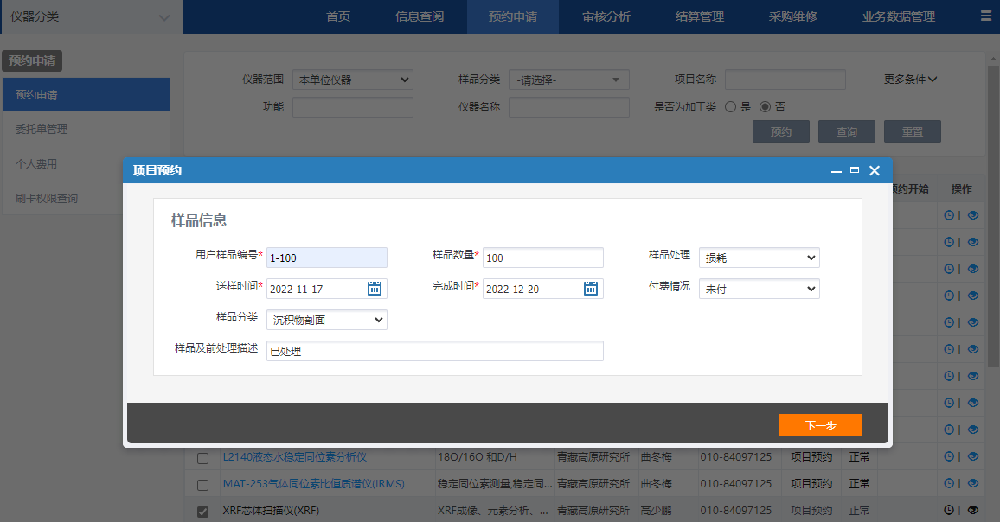 仪器分类
首页 信息查阅 预约申请 审核分析 结算管理 采购维修 业务数据管理
预约申请
预约申请
委托单管理
个人费用
刷卡权限查询
仪器范围 本单位仪器 样品分类 -请选择- 项目名称 更多条件
功能 仪器名称 是否为加工类 是 否
预约 查询 重置
项目预约
预约开始 操作
样品信息
用户样品编号* 1-100 样品数量* 100 样品处理 损耗
送样时间* 2022-11-17 完成时间* 2022-12-20 付费情况 未付
样品分类 沉积物剖面
样品及前处理描述 已处理
下一步
L2140液态水稳定同位素分析仪 18O/16O 和D/H 青藏高原研究所 曲冬梅 010-84097125 项目预约 正常
MAT-253气体同位素比值质谱仪(IRMS) 稳定同位素测量,稳定同... 青藏高原研究所 曲冬梅 010-84097125 项目预约 正常
XRF芯体扫描仪(XRF) XRF成像、元素分析、... 青藏高原研究所 高少鹏 010-84097125 项目预约 正常